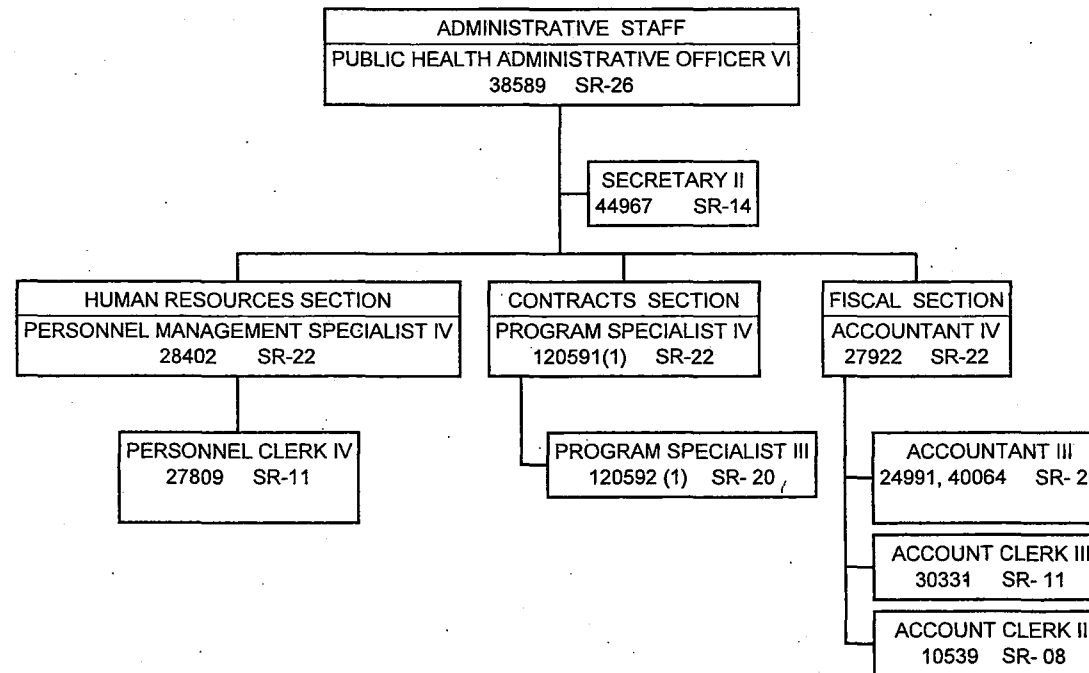 ADMINISTRATIVE STAFF
PUBLIC HEALTH ADMINISTRATIVE OFFICER VI
38589 SR-26
SECRETARY II
44967 SR-14
HUMAN RESOURCES SECTION
PERSONNEL MANAGEMENT SPECIALIST IV
28402 SR-22
PERSONNEL CLERK IV
27809 SR-11
CONTRACTS SECTION
PROGRAM SPECIALIST IV
120591(1) SR-22
PROGRAM SPECIALIST III
120592 (1) SR- 20
FISCAL SECTION
ACCOUNTANT IV
27922 SR-22
ACCOUNTANT III
24991, 40064 SR- 2
ACCOUNT CLERK III
30331 SR- 11
ACCOUNT CLERK II
10539 SR- 08